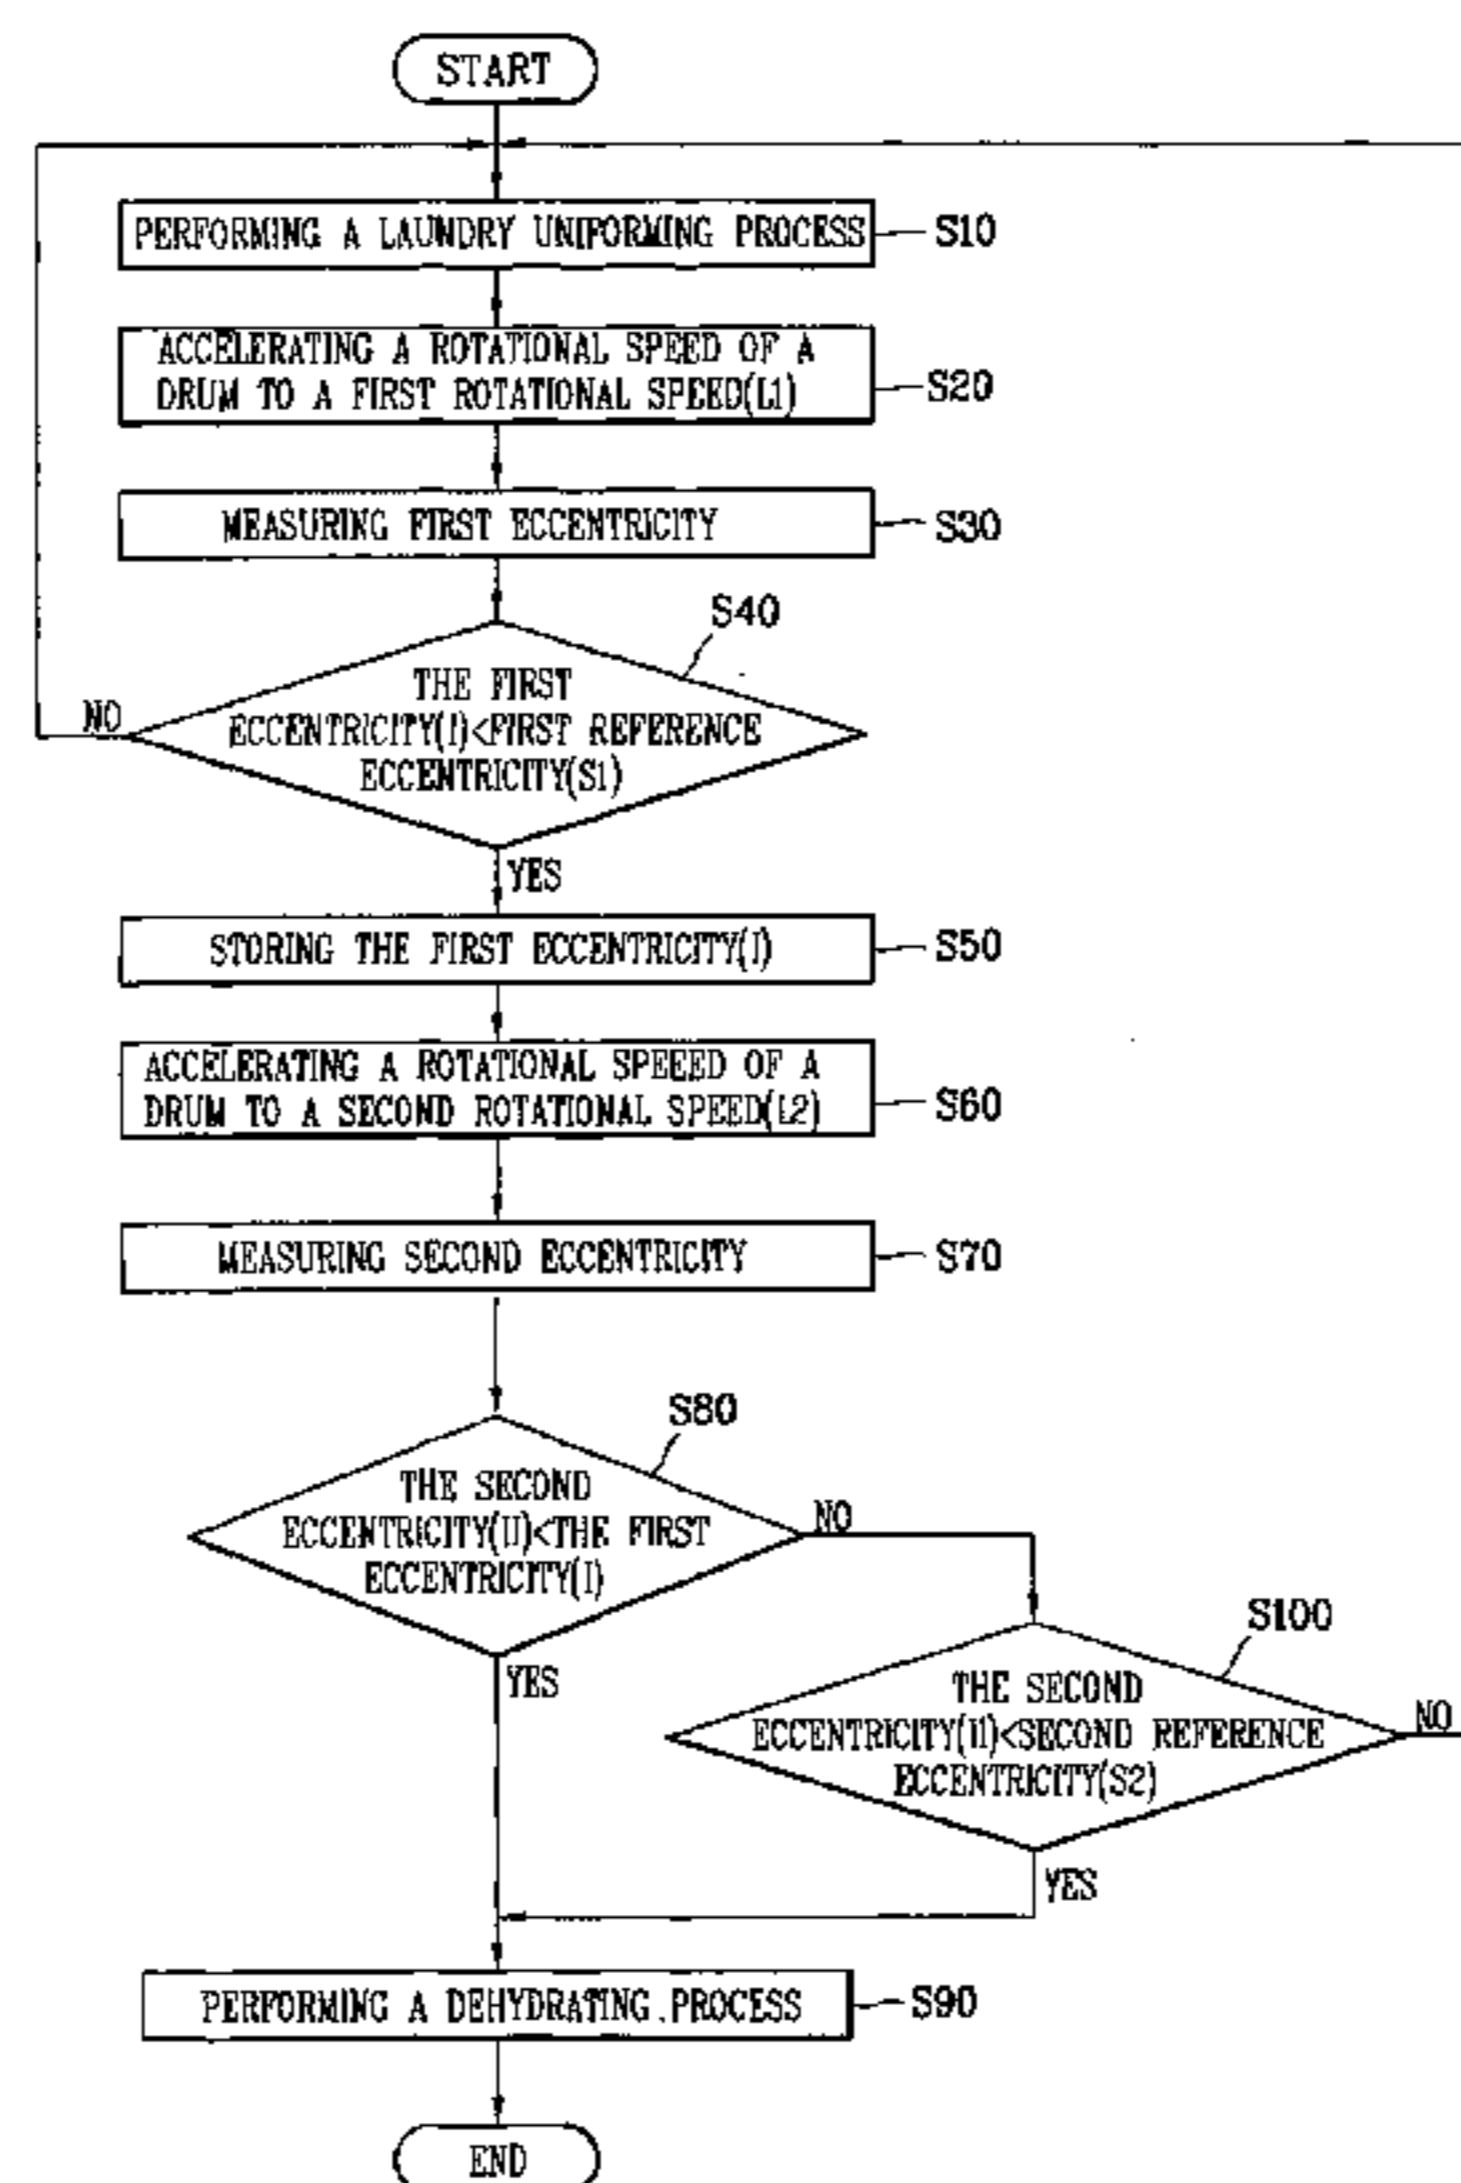 START
PERFORMING A LAUNDRY UNIFORMING PROCESS
S10
ACCELERATING A ROTATIONAL SPEED OF A
DRUM TO A FIRST ROTATIONAL SPEED(L1)
S20
MEASURING FIRST ECCENTRICITY
S30
S40
THE FIRST
ECCENTRICITY(I)<FIRST REFERENCE
ECCENTRICITY(S1)
NO
YES
STORING THE FIRST ECCENTRICITY(I)
S50
ACCELERATING A ROTATIONAL SPEEED OF A
DRUM TO A SECOND ROTATIONAL SPEED(L2)
S60
MEASURING SECOND ECCENTRICITY
S70
S80
THE SECOND
ECCENTRICITY(II)<THE FIRST
ECCENTRICITY(I)
NO
YES
S100
THE SECOND
ECCENTRICITY(II)<SECOND REFERENCE
ECCENTRICITY(S2)
NO
YES
PERFORMING A DEHYDRATING PROCESS
S90
END